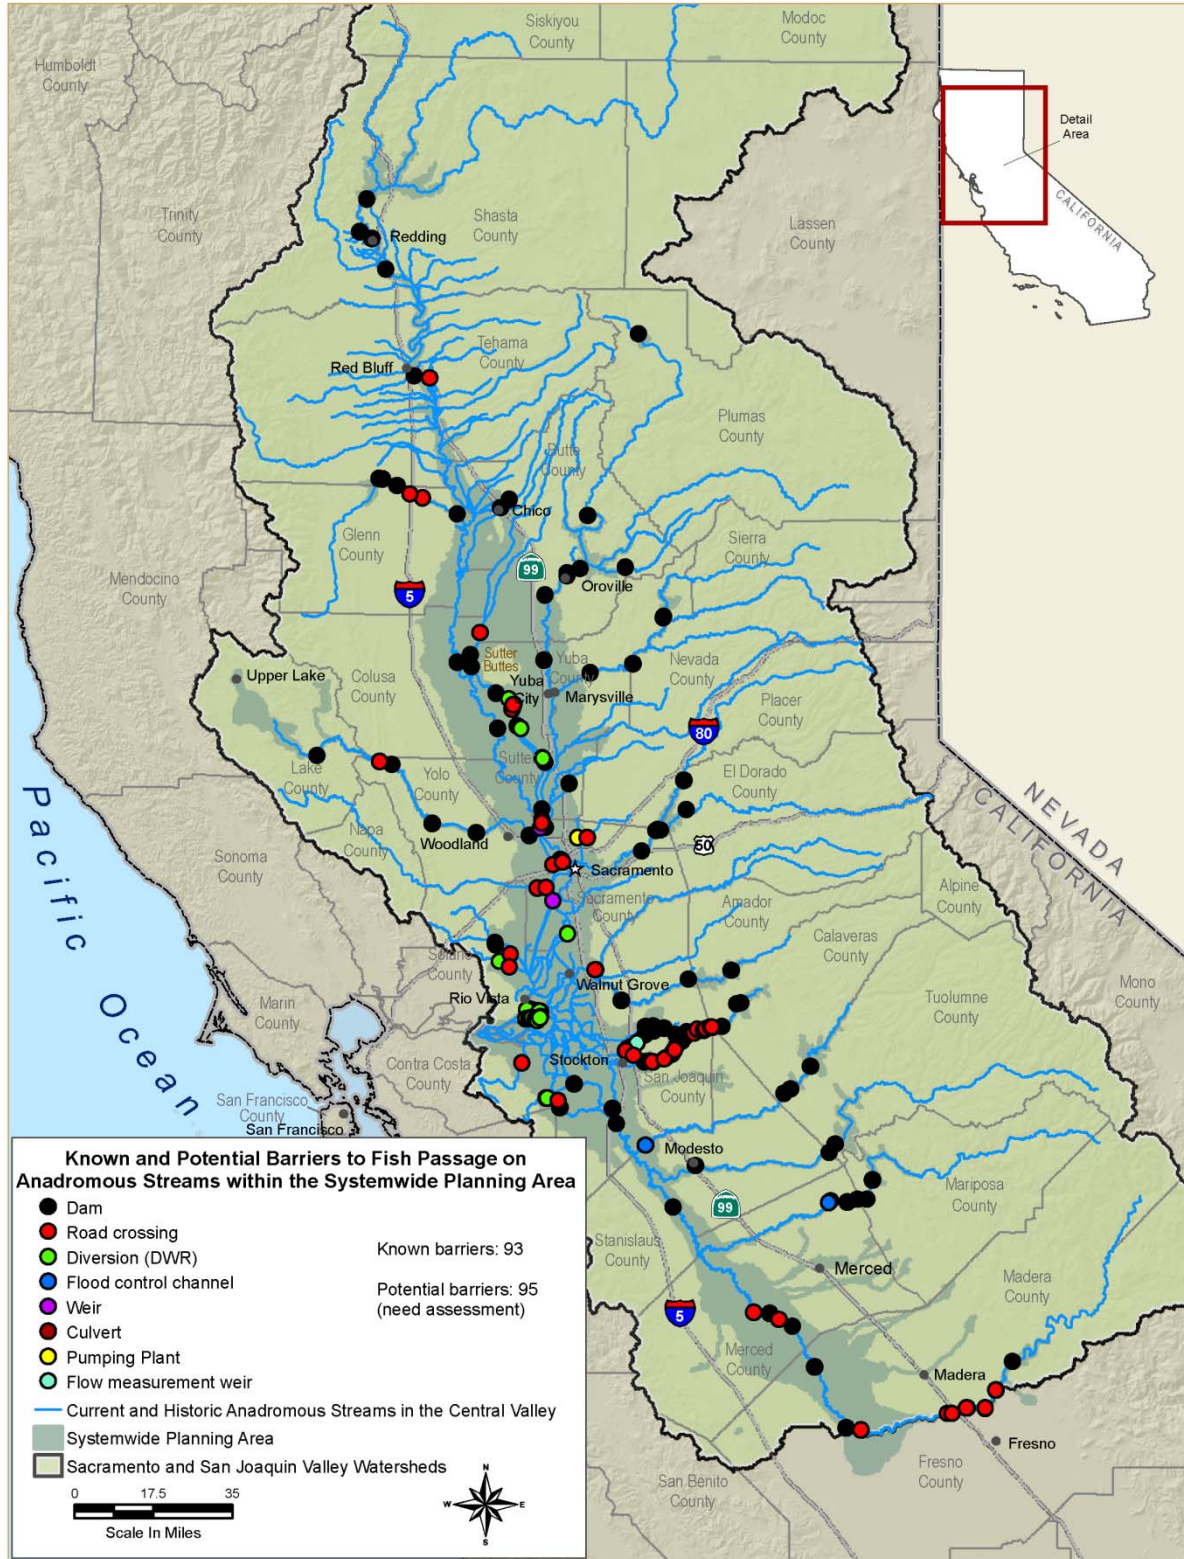 Siskiyou
County
Modoc
County
Humboldt
County
Detail
Area
CALIFORNIA
Trinity
County
Shasta
County
Lassen
County
Redding
Tehama
County
Red Bluff
Plumas
County
Butte
County
Chico
Glenn
County
Sierra
County
Mendocino
County
99
5
Oroville
Sutter
Buttes
Yuba
County
Nevada
County
Upper Lake
Colusa
County
Yuba
City
Marysville
Placer
County
80
Lake
County
Yolo
County
Sutter
County
El Dorado
County
NEVADA
CALIFORNIA
Napa
County
Woodland
50
Sonoma
County
Sacramento
Sacramento
County
Amador
County
Alpine
County
Calaveras
County
Pacific Ocean
Solano
County
Walnut Grove
Tuolumne
County
Mono
County
Marin
County
Rio Vista
Contra Costa
County
Stockton
San Joaquin
County
San Francisco
County
San Francisco
Modesto
99
Mariposa
County
Stanislaus
County
Merced
Madera
County
5
Merced
County
Madera
Fresno
Fresno
County
San Benito
County
Known and Potential Barriers to Fish Passage on
Anadromous Streams within the Systemwide Planning Area
Dam
Road crossing
Diversion (DWR)
Flood control channel
Weir
Culvert
Pumping Plant
Flow measurement weir
Known barriers: 93
Potential barriers: 95
(need assessment)
Current and Historic Anadromous Streams in the Central Valley
Systemwide Planning Area
Sacramento and San Joaquin Valley Watersheds
0 17.5 35
Scale In Miles
N
W E
S